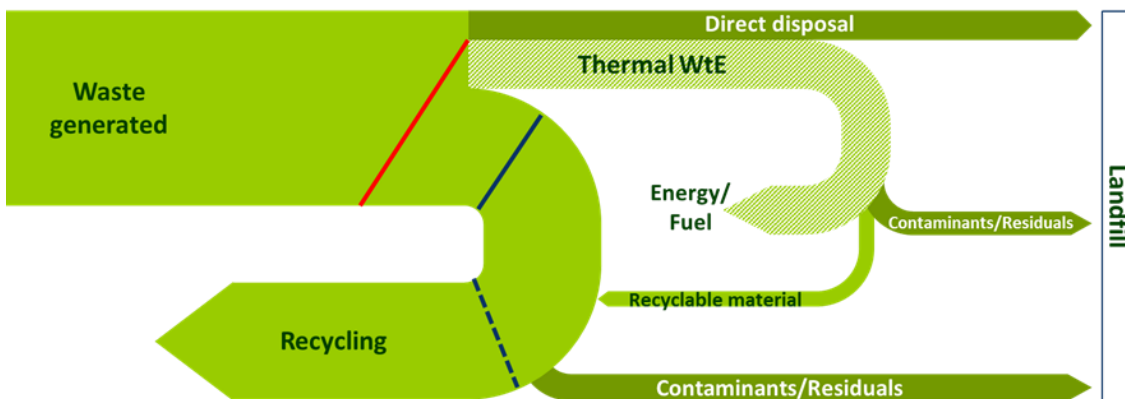 Direct disposal
Thermal WtE
Waste
generated
Energy/
Fuel
Contaminants/Residuals
Landfill
Recyclable material
Recycling
Contaminants/Residuals